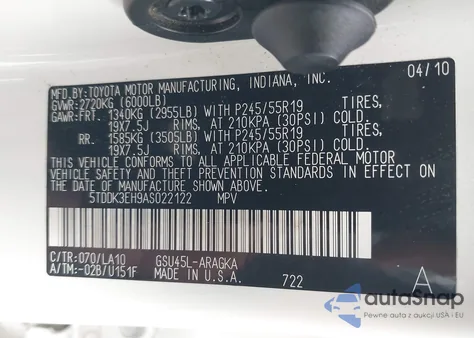 MFD.BY:TOYOTA MOTOR MANUFACTURING, INDIANA, INC. 04/10
GVWR:2720KG (6000LB)
GAWR:FRT. 1340KG (2955LB) WITH P245/55R19 TIRES,
19X7.5J RIMS, AT 210KPA (30PSI) COLD.
RR. 1585KG (3505LB) WITH P245/55R19 TIRES,
19X7.5J RIMS, AT 210KPA (30PSI) COLD.
THIS VEHICLE CONFORMS TO ALL APPLICABLE FEDERAL MOTOR
VEHICLE SAFETY AND THEFT PREVENTION STANDARDS IN EFFECT
ON THE DATE OF MANUFACTURE SHOWN ABOVE.
5TDDK3EH9AS022122 MPV
C/TR:070/LA10 GSU45L-ARAGKA
A/TM:-02B/U151F MADE IN U.S.A. 722 A
autoSnap
Pewne auta z aukcji USA i EU